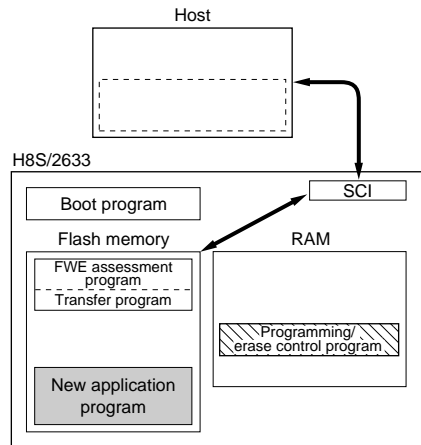 Host
H8S/2633
SCI
Boot program
Flash memory
RAM
FWE assessment
program
Transfer program
Programming/
erase control program
New application
program